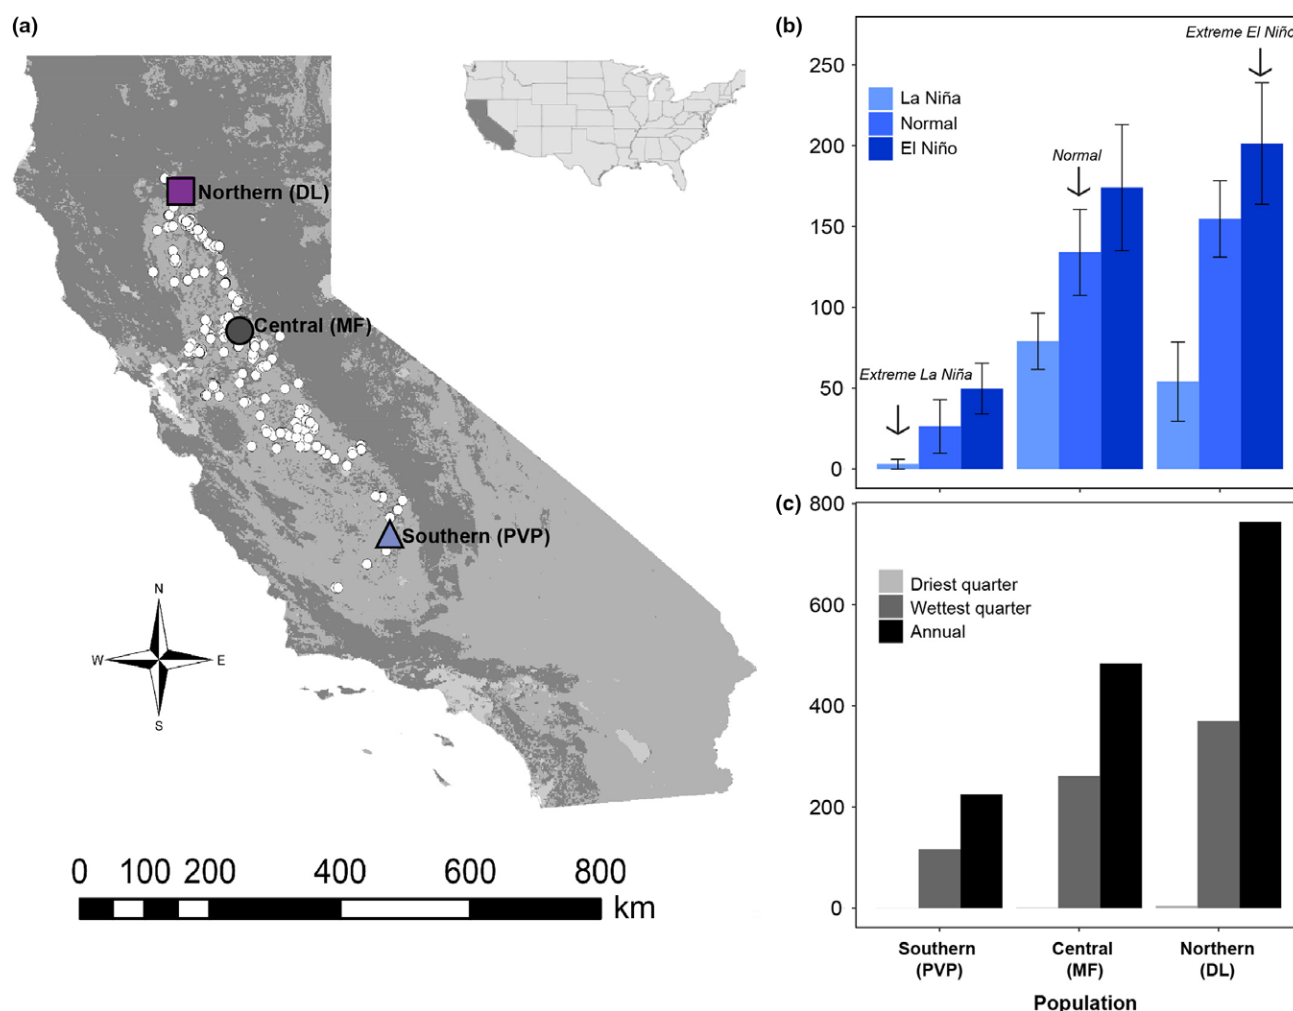 (a)
Northern (DL)
Central (MF)
Southern (PVP)
N
W
E
S
0 100 200 400 600 800
km
(b)
Extreme El Niño
250
200
150
100
50
0
La Niña
Normal
El Niño
Normal
Extreme La Niña
(c)
800
600
400
200
0
Driest quarter
Wettest quarter
Annual
Southern
(PVP)
Central
(MF)
Northern
(DL)
Population